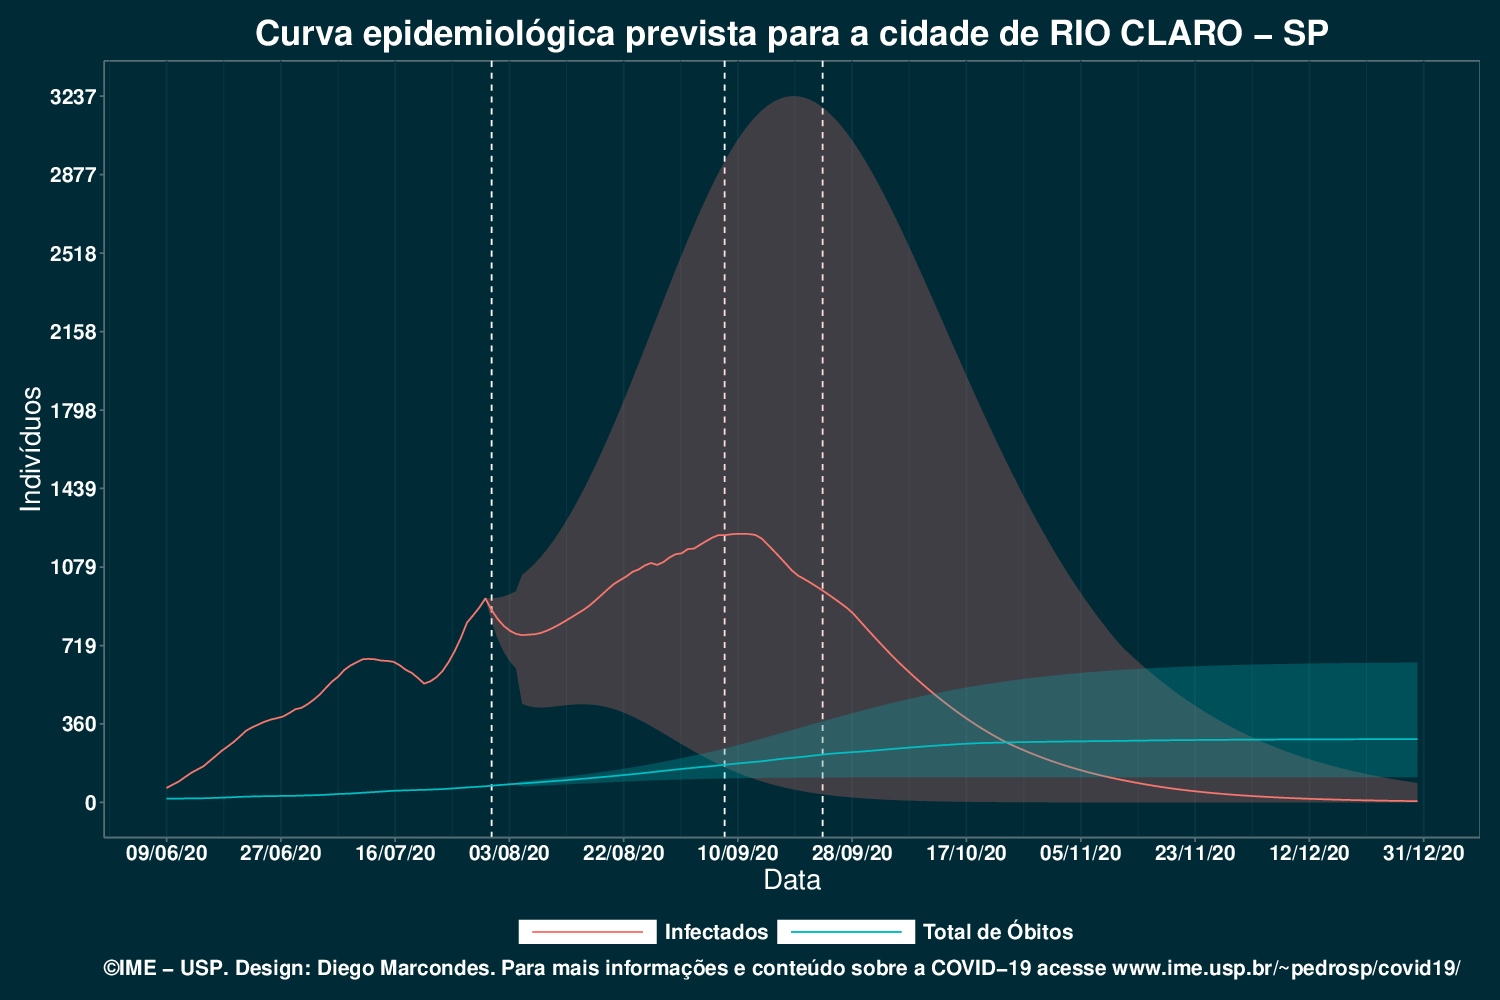 Curva epidemiológica prevista para a cidade de RIO CLARO − SP
3237
2877
2518
2158
1798
1439
1079
719
360
0
Indivíduos
09/06/20 27/06/20 16/07/20 03/08/20 22/08/20 10/09/20 28/09/20 17/10/20 05/11/20 23/11/20 12/12/20 31/12/20
Data
Infectados Total de Óbitos
©IME − USP. Design: Diego Marcondes. Para mais informações e conteúdo sobre a COVID−19 acesse www.ime.usp.br/~pedrosp/covid19/